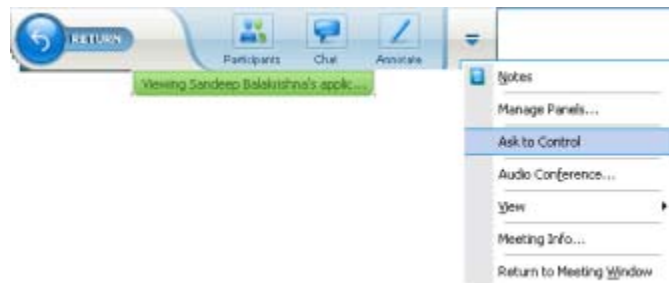 RETURN
Participants
Chat
Annotate
Viewing Sandeep Balakrishna's applic...
Notes
Manage Panels...
Ask to Control
Audio Conference...
View
Meeting Info...
Return to Meeting Window